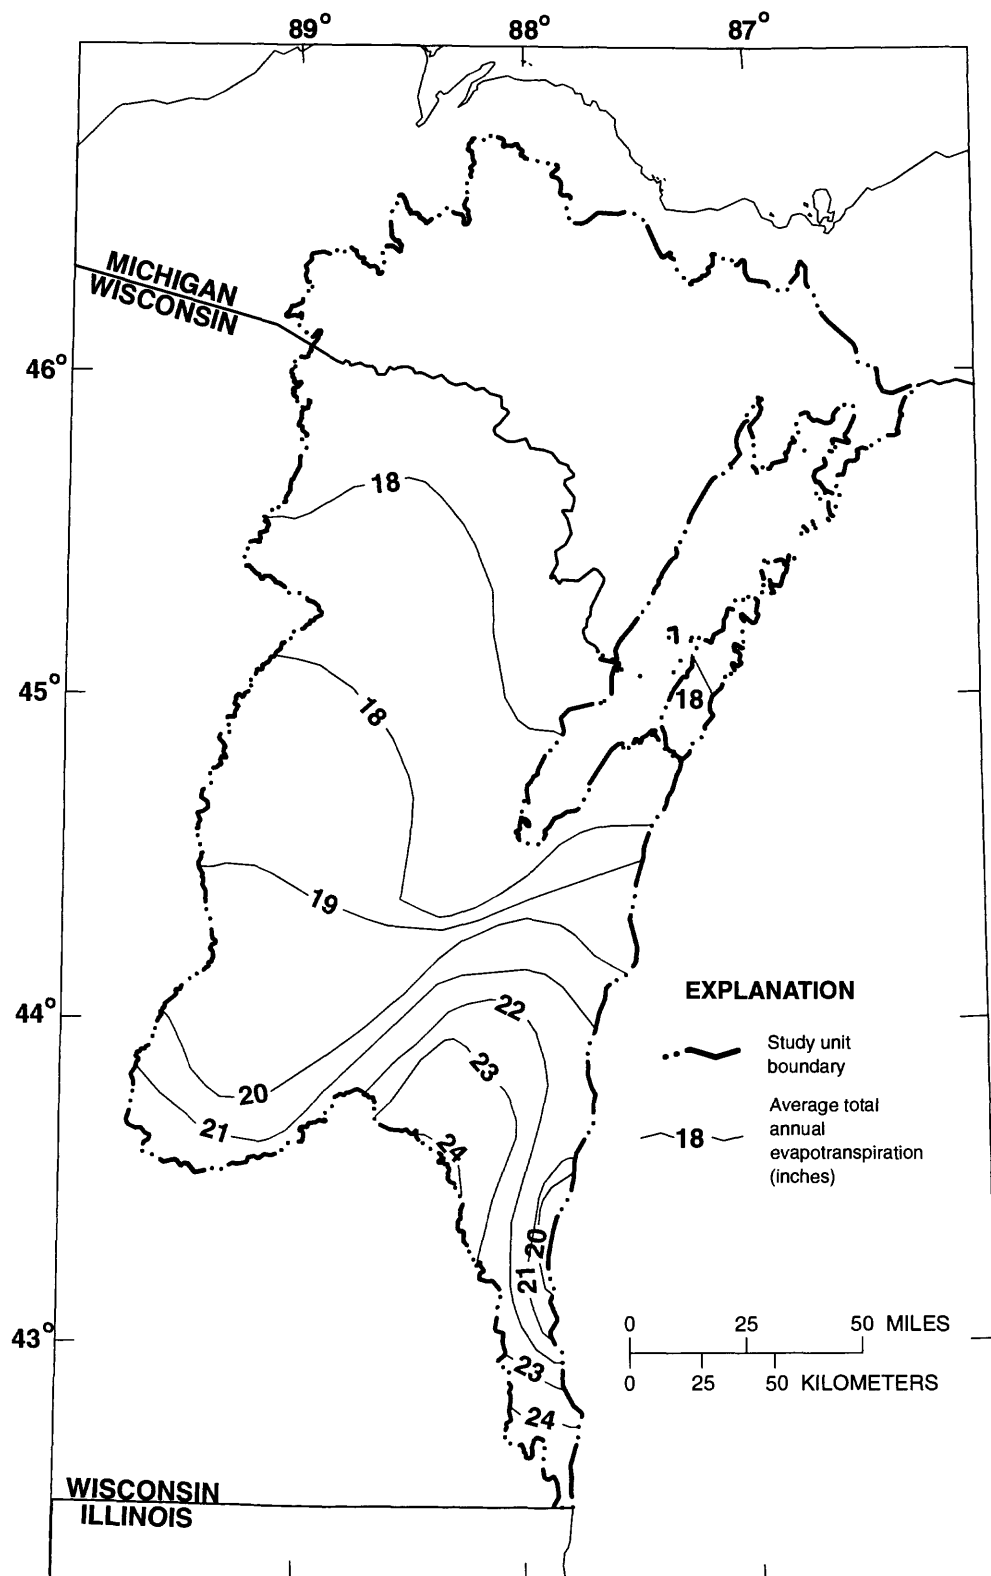 89°
88°
87°
MICHIGAN
WISCONSIN
46°
18
45°
18
18
19
44°
22
EXPLANATION
Study unit
boundary
23
20
21
Average total
annual
evapotranspiration
(inches)
18
24
20
21
43°
0 25 50 MILES
0 25 50 KILOMETERS
23
24
WISCONSIN
ILLINOIS